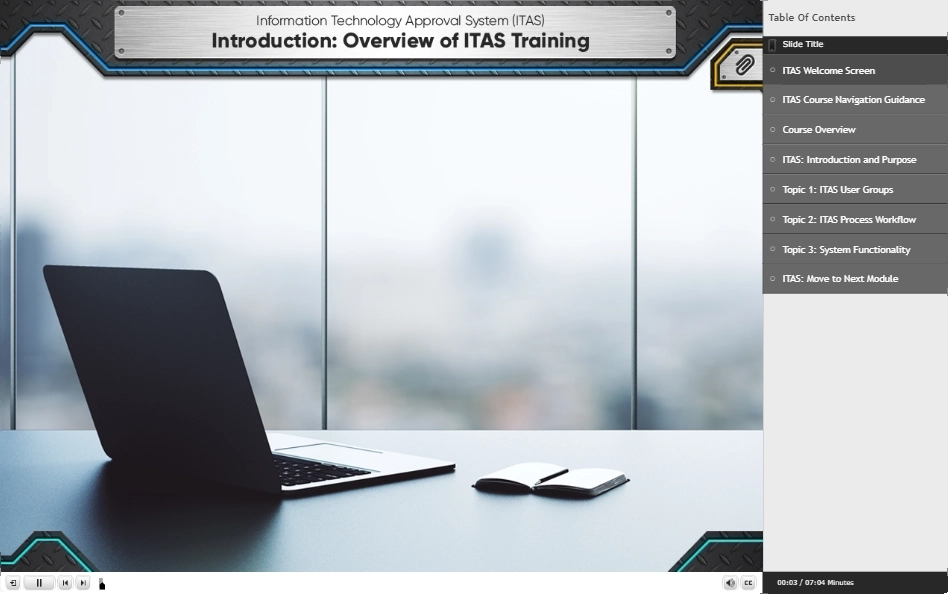 Information Technology Approval System (ITAS)
Introduction: Overview of ITAS Training
Table Of Contents
Slide Title
ITAS Welcome Screen
ITAS Course Navigation Guidance
Course Overview
ITAS: Introduction and Purpose
Topic 1: ITAS User Groups
Topic 2: ITAS Process Workflow
Topic 3: System Functionality
ITAS: Move to Next Module
CC
00:03 / 07:04 Minutes